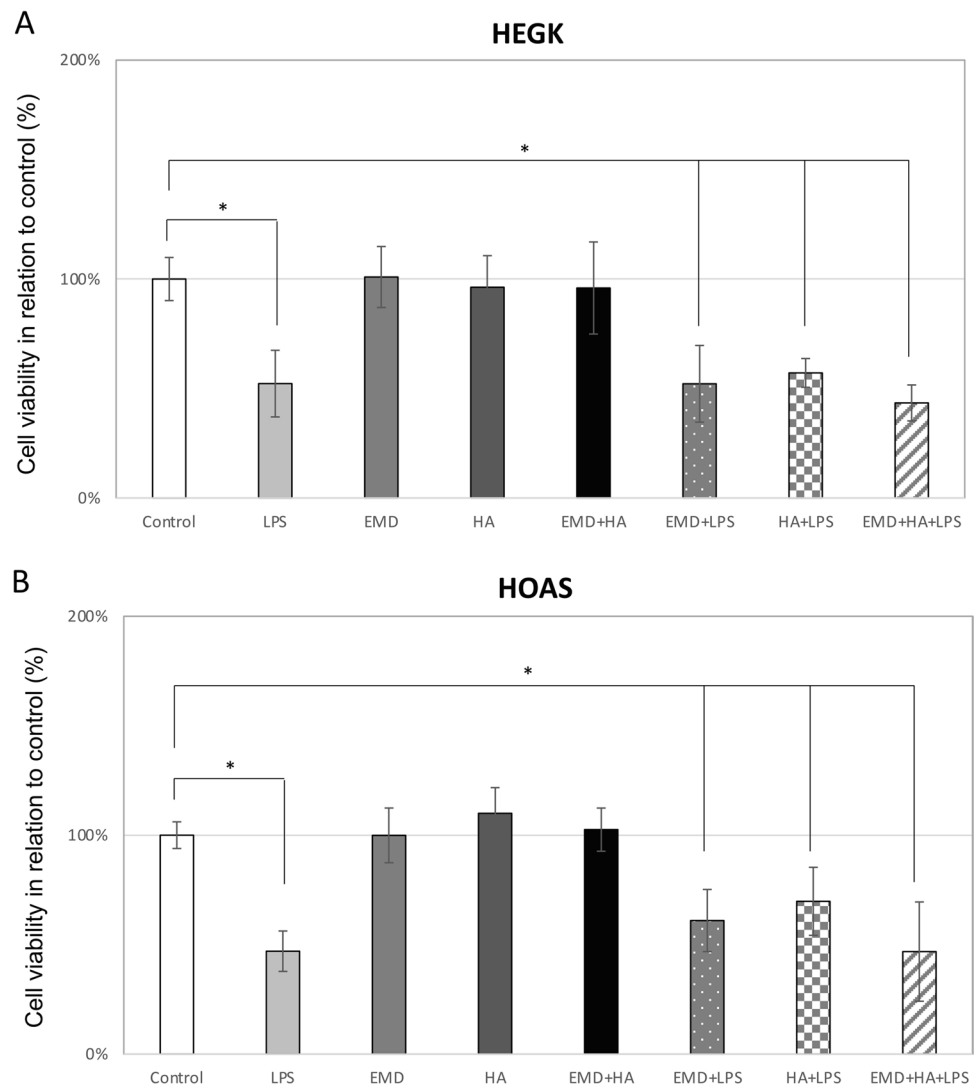 A
HEGK
Cell viability in relation to control (%)
200%
*
*
100%
0%
Control LPS EMD HA EMD+HA EMD+LPS HA+LPS EMD+HA+LPS
B
HOAS
Cell viability in relation to control (%)
200%
*
*
100%
0%
Control LPS EMD HA EMD+HA EMD+LPS HA+LPS EMD+HA+LPS